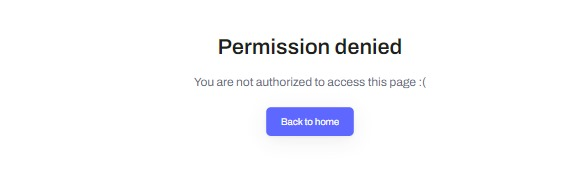 Permission denied
You are not authorized to access this page :(
Back to home